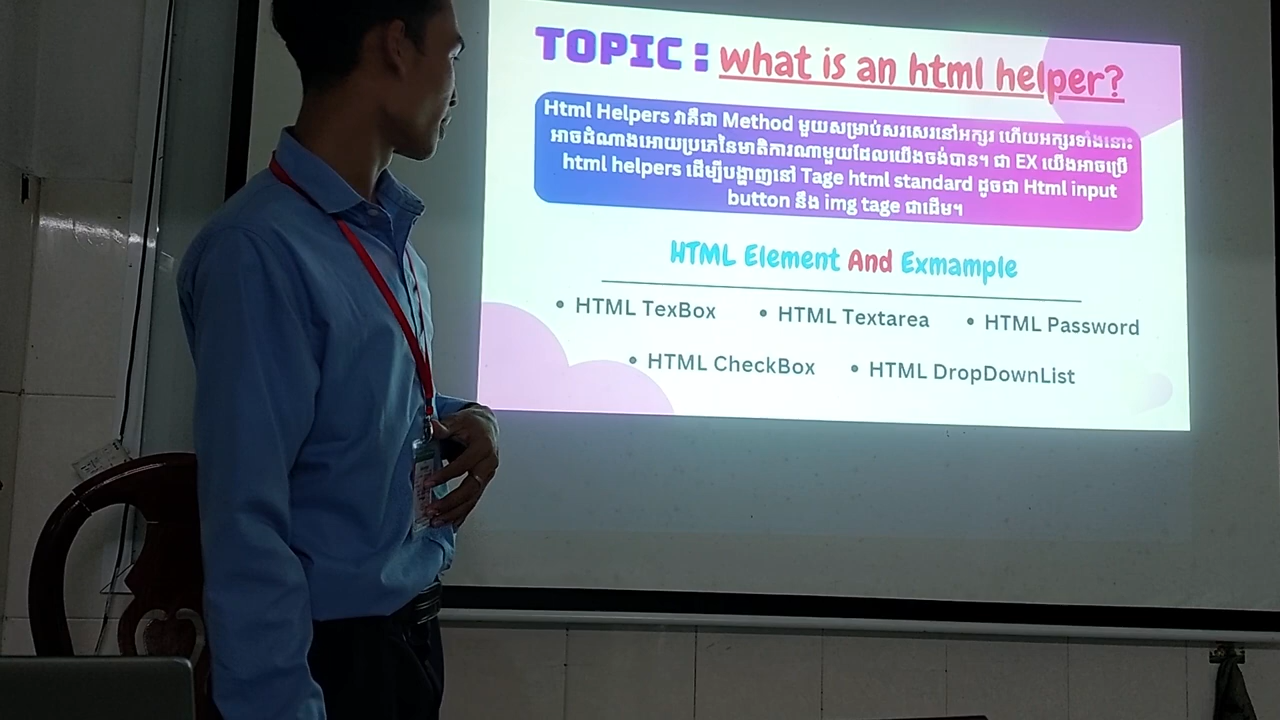 TOPIC : what is an html helper?
Html Helpers វាគឺជា Method មួយសម្រាប់សរសេរនៅអក្សរ ហើយអក្សរទាំងនោះ
អាចដំណាងអោយប្រភេនៃមាតិការណាមួយដែលយើងចង់បាន។ ជា EX យើងអាចប្រើ
html helpers ដើម្បីបង្ហាញនៅ Tage html standard ដូចជា Html input
button នឹង img tage ជាដើម។
HTML Element And Exmample
• HTML TexBox • HTML Textarea • HTML Password
• HTML CheckBox • HTML DropDownList